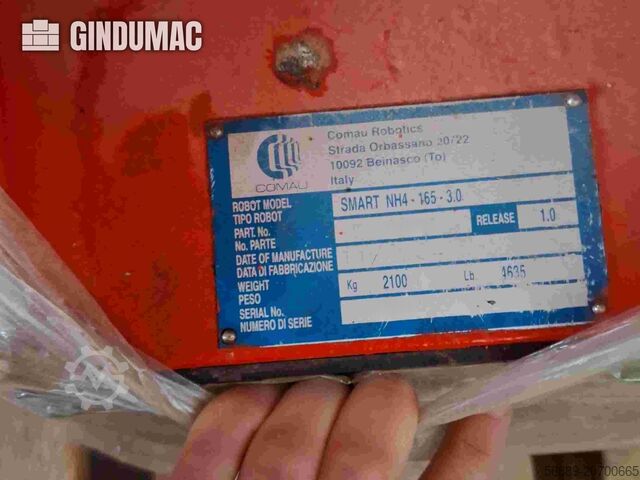 GINDUMAC
Comau Robotics
Strada Orbassano 20/22
10092 Beinasco (To)
Italy
COMAU
ROBOT MODEL
TIPO ROBOT
SMART NH4 - 165 - 3.0
PART. No.
No. PARTE
RELEASE 1.0
DATE OF MANUFACTURE
DATA DI FABBRICAZIONE
WEIGHT
PESO
Kg 2100 Lb 4635
SERIAL No.
NUMERO DI SERIE